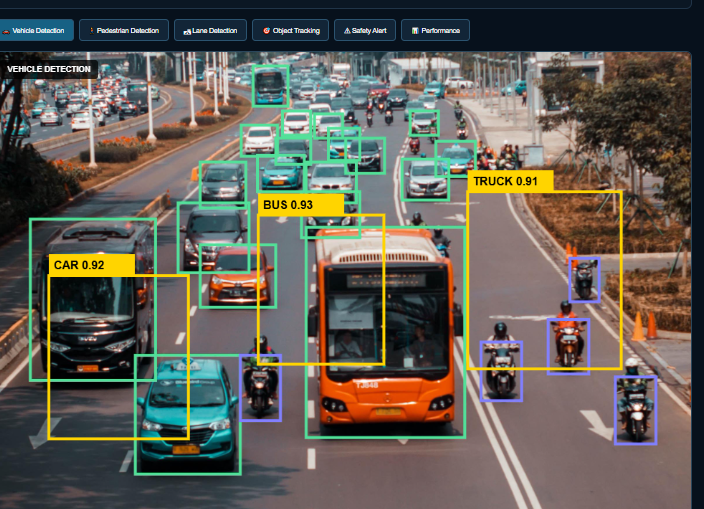 Vehicle Detection
Pedestrian Detection
Lane Detection
Object Tracking
Safety Alert
Performance
VEHICLE DETECTION
TRUCK 0.91
BUS 0.93
CAR 0.92
TJ948